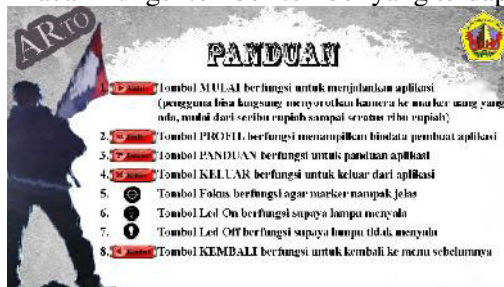 ARTO
PANDUAN
1. Mulai Tombol MULAI berfungsi untuk menjalankan aplikasi
(pengguna bisa langsung menyorotkan kamera ke marker uang yang
ada, mulai dari seribu rupiah sampai seratus ribu rupiah)
2. Tombol PROFIL berfungsi menampilkan biodata pembuat aplikasi
3. Tombol PANDUAN berfungsi untuk panduan aplikasi
4. Tombol KELUAR berfungsi untuk keluar dari aplikasi
5. Tombol Fokus berfungsi agar marker nampak jelas
6. Tombol Led On berfungsi supaya lampu menyala
7. Tombol Led Off berfungsi supaya lampu tidak menyala
8. Tombol KEMBALI berfungsi untuk kembali ke menu sebelumnya